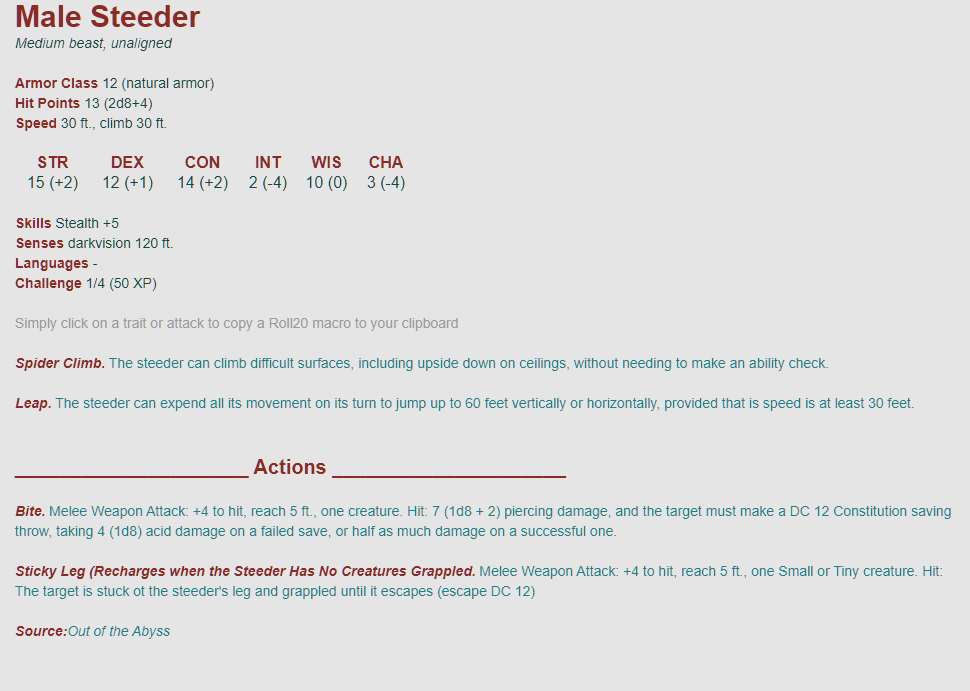 Male Steeder
Medium beast, unaligned
Armor Class 12 (natural armor)
Hit Points 13 (2d8+4)
Speed 30 ft., climb 30 ft.
STR DEX CON INT WIS CHA
15 (+2) 12 (+1) 14 (+2) 2 (-4) 10 (0) 3 (-4)
Skills Stealth +5
Senses darkvision 120 ft.
Languages -
Challenge 1/4 (50 XP)
Simply click on a trait or attack to copy a Roll20 macro to your clipboard
Spider Climb. The steeder can climb difficult surfaces, including upside down on ceilings, without needing to make an ability check.
Leap. The steeder can expend all its movement on its turn to jump up to 60 feet vertically or horizontally, provided that is speed is at least 30 feet.
Actions
Bite. Melee Weapon Attack: +4 to hit, reach 5 ft., one creature. Hit: 7 (1d8 + 2) piercing damage, and the target must make a DC 12 Constitution saving
throw, taking 4 (1d8) acid damage on a failed save, or half as much damage on a successful one.
Sticky Leg (Recharges when the Steeder Has No Creatures Grappled. Melee Weapon Attack: +4 to hit, reach 5 ft., one Small or Tiny creature. Hit:
The target is stuck ot the steeder's leg and grappled until it escapes (escape DC 12)
Source:Out of the Abyss